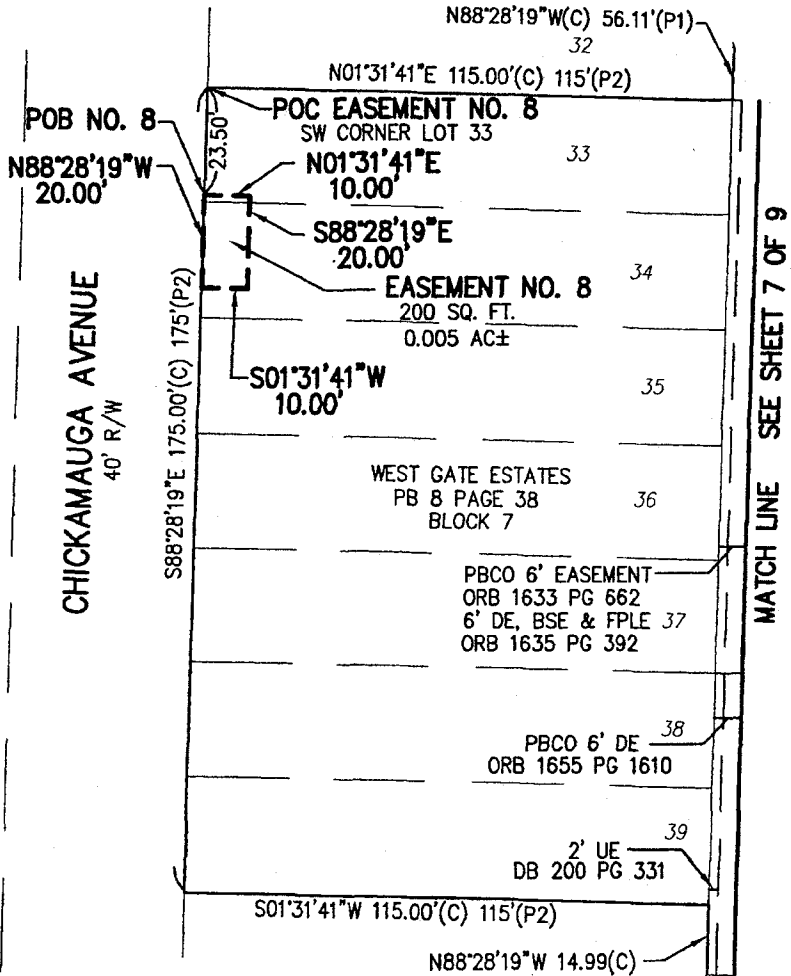 N88°28'19"W(C) 56.11'(P1)
32
N01°31'41"E 115.00'(C) 115'(P2)
POB NO. 8
POC EASEMENT NO. 8
SW CORNER LOT 33
23.50'
33
N88°28'19"W
20.00'
N01°31'41"E
10.00'
S88°28'19"E
20.00'
34
EASEMENT NO. 8
200 SQ. FT.
0.005 AC±
S01°31'41"W
10.00'
35
CHICKAMAUGA AVENUE
40' R/W
S88°28'19"E 175.00'(C) 175'(P2)
MATCH LINE SEE SHEET 7 OF 9
WEST GATE ESTATES
PB 8 PAGE 38
BLOCK 7
36
PBCO 6' EASEMENT
ORB 1633 PG 662
6' DE, BSE & FPLE 37
ORB 1635 PG 392
38
PBCO 6' DE
ORB 1655 PG 1610
39
2' UE
DB 200 PG 331
S01°31'41"W 115.00'(C) 115'(P2)
N88°28'19"W 14.99(C)